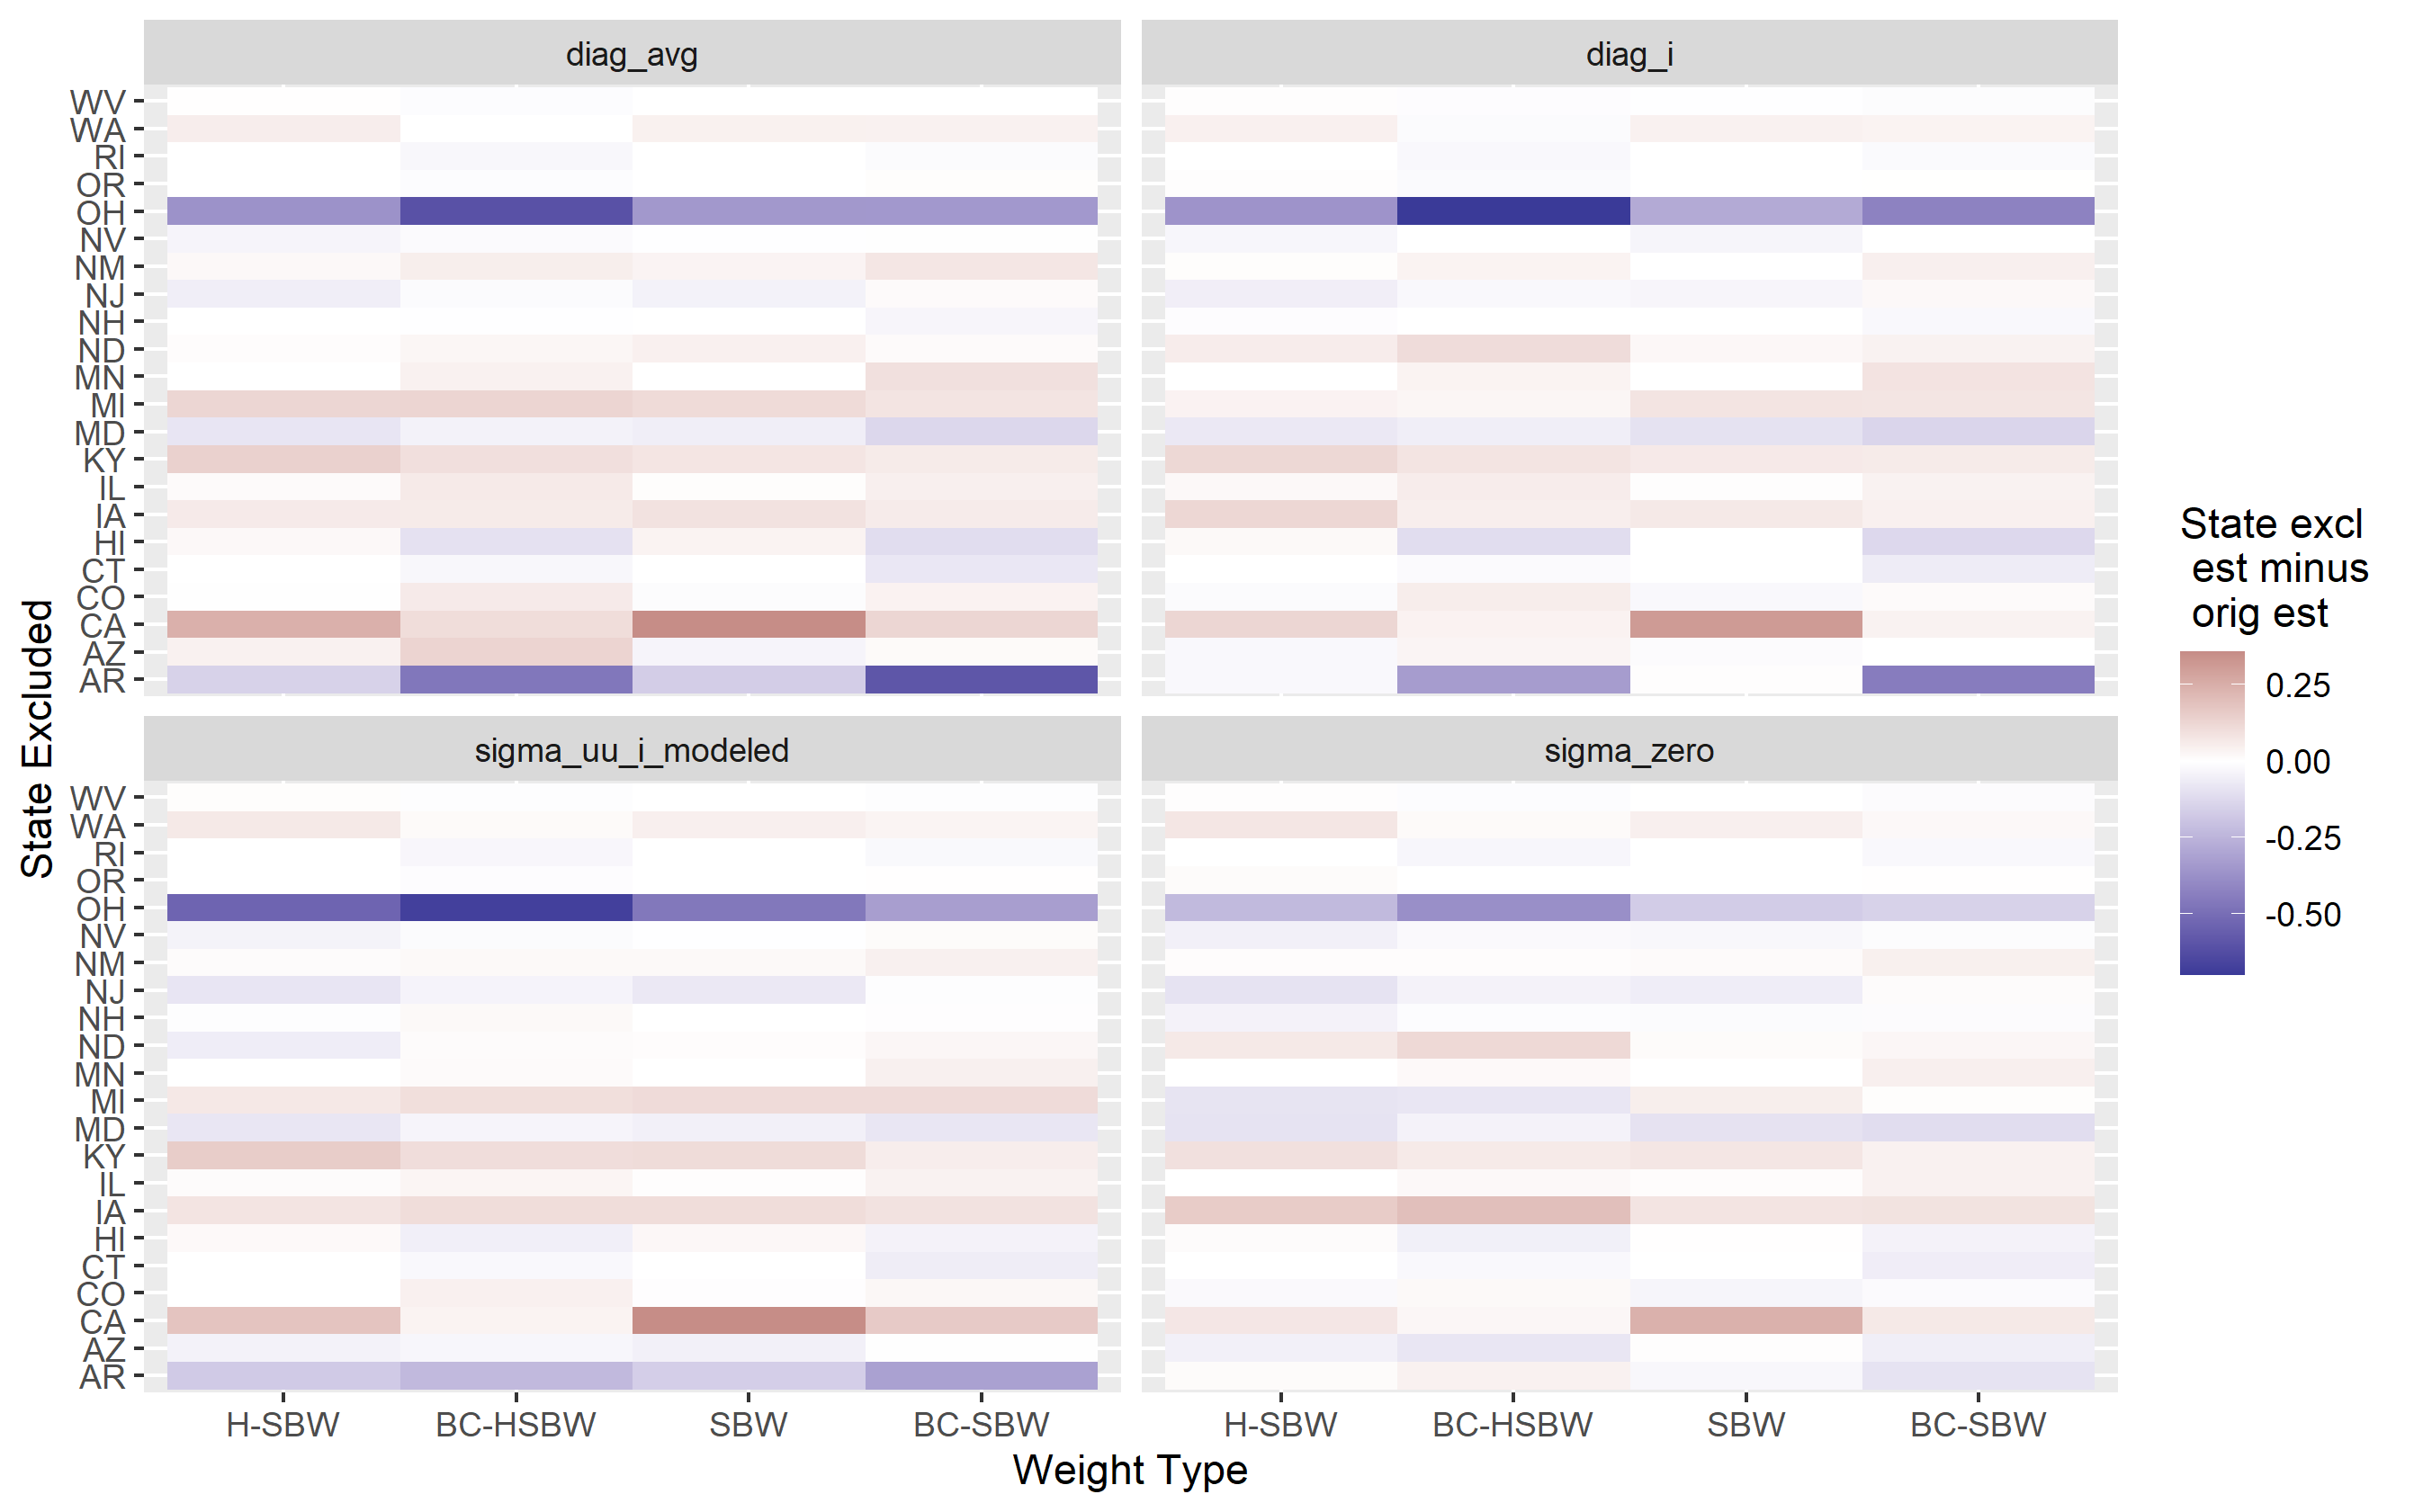 diag_avg
diag_i
WV
WA
RI
OR
OH
NV
NM
NJ
NH
ND
MN
MI
MD
KY
IL
IA
HI
CT
CO
CA
AZ
AR
sigma_uu_i_modeled
sigma_zero
WV
WA
RI
OR
OH
NV
NM
NJ
NH
ND
MN
MI
MD
KY
IL
IA
HI
CT
CO
CA
AZ
AR
State Excluded
H-SBW
BC-HSBW
SBW
BC-SBW
H-SBW
BC-HSBW
SBW
BC-SBW
Weight Type
State excl
est minus
orig est
0.25
0.00
-0.25
-0.50